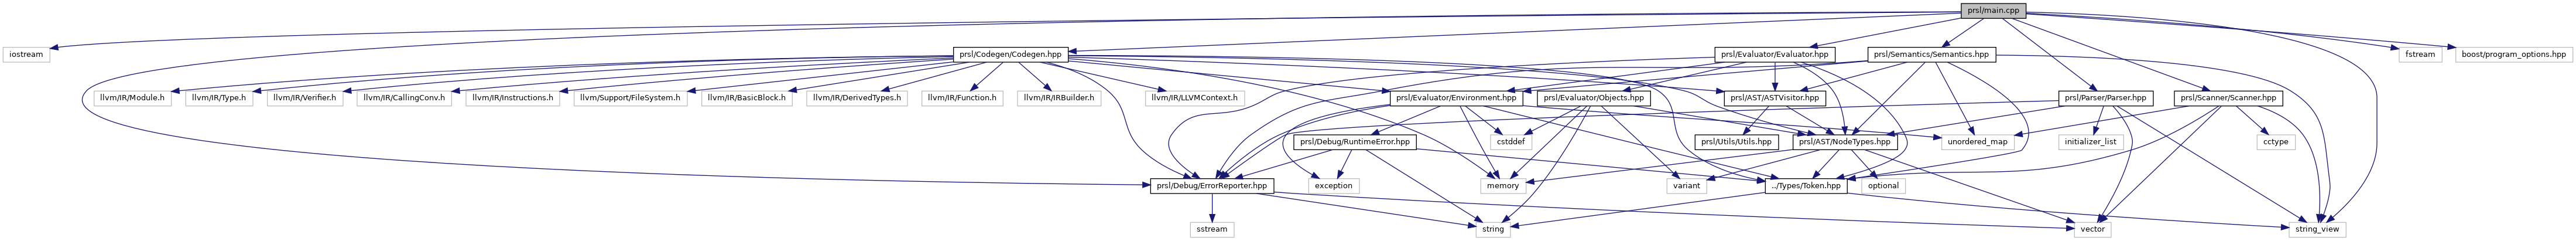 prsl/main.cpp
iostream
prsl/Codegen/Codegen.hpp
prsl/Evaluator/Evaluator.hpp
prsl/Semantics/Semantics.hpp
fstream
boost/program_options.hpp
llvm/IR/Module.h
llvm/IR/Type.h
llvm/IR/Verifier.h
llvm/IR/CallingConv.h
llvm/IR/Instructions.h
llvm/Support/FileSystem.h
llvm/IR/BasicBlock.h
llvm/IR/DerivedTypes.h
llvm/IR/Function.h
llvm/IR/IRBuilder.h
llvm/IR/LLVMContext.h
prsl/Evaluator/Environment.hpp
prsl/Evaluator/Objects.hpp
prsl/AST/ASTVisitor.hpp
prsl/Parser/Parser.hpp
prsl/Scanner/Scanner.hpp
prsl/Debug/RuntimeError.hpp
cstddef
prsl/Utils/Utils.hpp
prsl/AST/NodeTypes.hpp
unordered_map
initializer_list
cctype
prsl/Debug/ErrorReporter.hpp
exception
memory
variant
../Types/Token.hpp
optional
sstream
string
vector
string_view